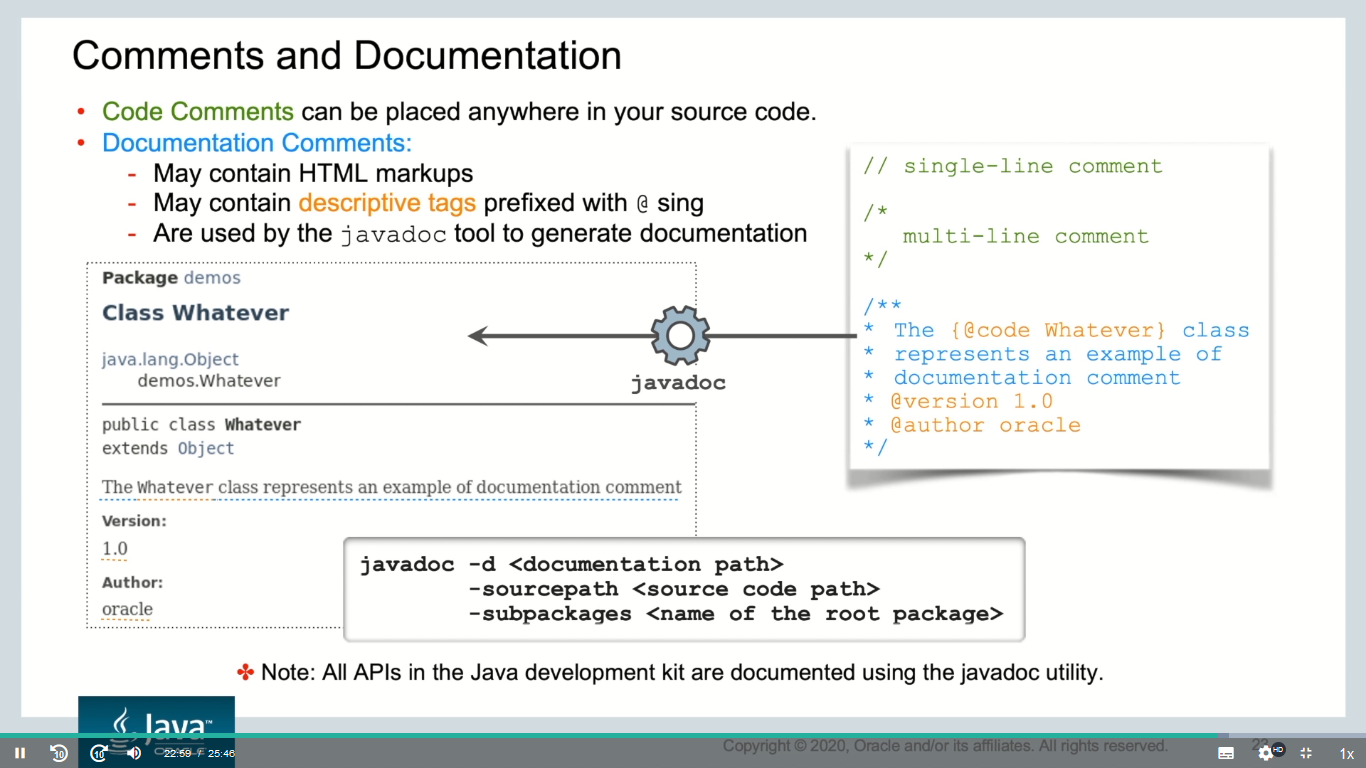 Comments and Documentation
• Code Comments can be placed anywhere in your source code.
• Documentation Comments:
- May contain HTML markups
- May contain descriptive tags prefixed with @ sing
- Are used by the javadoc tool to generate documentation
// single-line comment
/*
multi-line comment
*/
/**
* The {@code Whatever} class
* represents an example of
* documentation comment
* @version 1.0
* @author oracle
*/
javadoc
Package demos
Class Whatever
java.lang.Object
demos.Whatever
public class Whatever
extends Object
The Whatever class represents an example of documentation comment
Version:
1.0
Author:
oracle
javadoc -d <documentation path>
-sourcepath <source code path>
-subpackages <name of the root package>
Note: All APIs in the Java development kit are documented using the javadoc utility.
Java™
ORACLE
Copyright © 2020, Oracle and/or its affiliates. All rights reserved.
10
10
22:59 / 25:46
HD
1x